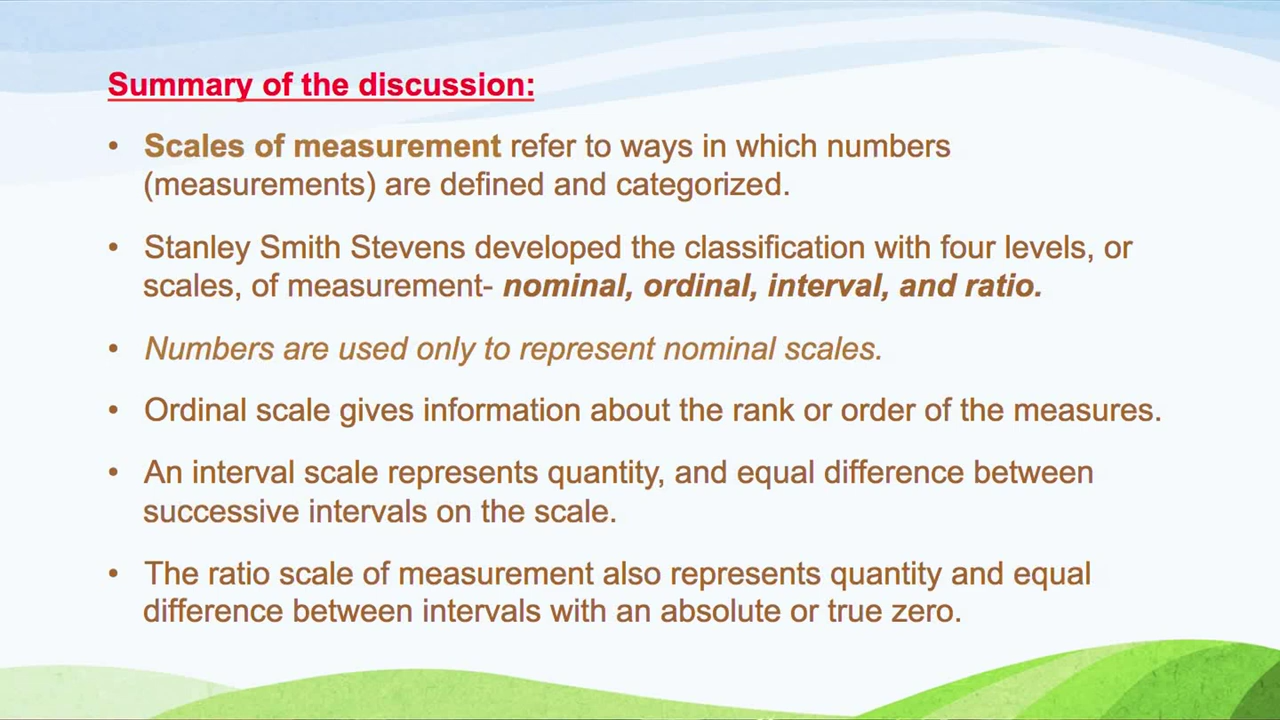 Summary of the discussion:
• Scales of measurement refer to ways in which numbers
(measurements) are defined and categorized.
• Stanley Smith Stevens developed the classification with four levels, or
scales, of measurement- nominal, ordinal, interval, and ratio.
• Numbers are used only to represent nominal scales.
• Ordinal scale gives information about the rank or order of the measures.
• An interval scale represents quantity, and equal difference between
successive intervals on the scale.
• The ratio scale of measurement also represents quantity and equal
difference between intervals with an absolute or true zero.